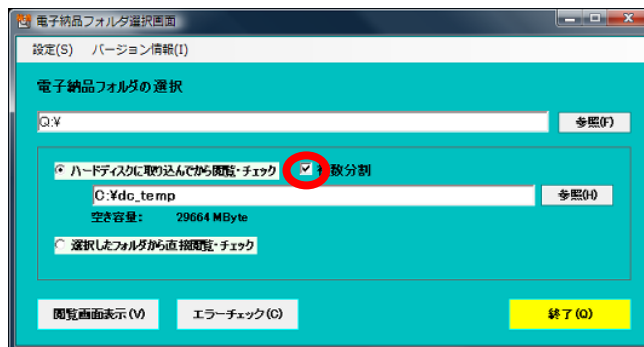 電子納品フォルダ選択画面
設定(S) バージョン情報(I)
電子納品フォルダの選択
Q:¥
参照(F)
ハードディスクに取り込んでから閲覧・チェック
数分割
C:¥dc_temp
参照(H)
空き容量: 29664 MByte
選択したフォルダから直接閲覧・チェック
閲覧画面表示(V) エラーチェック(C) 終了(Q)